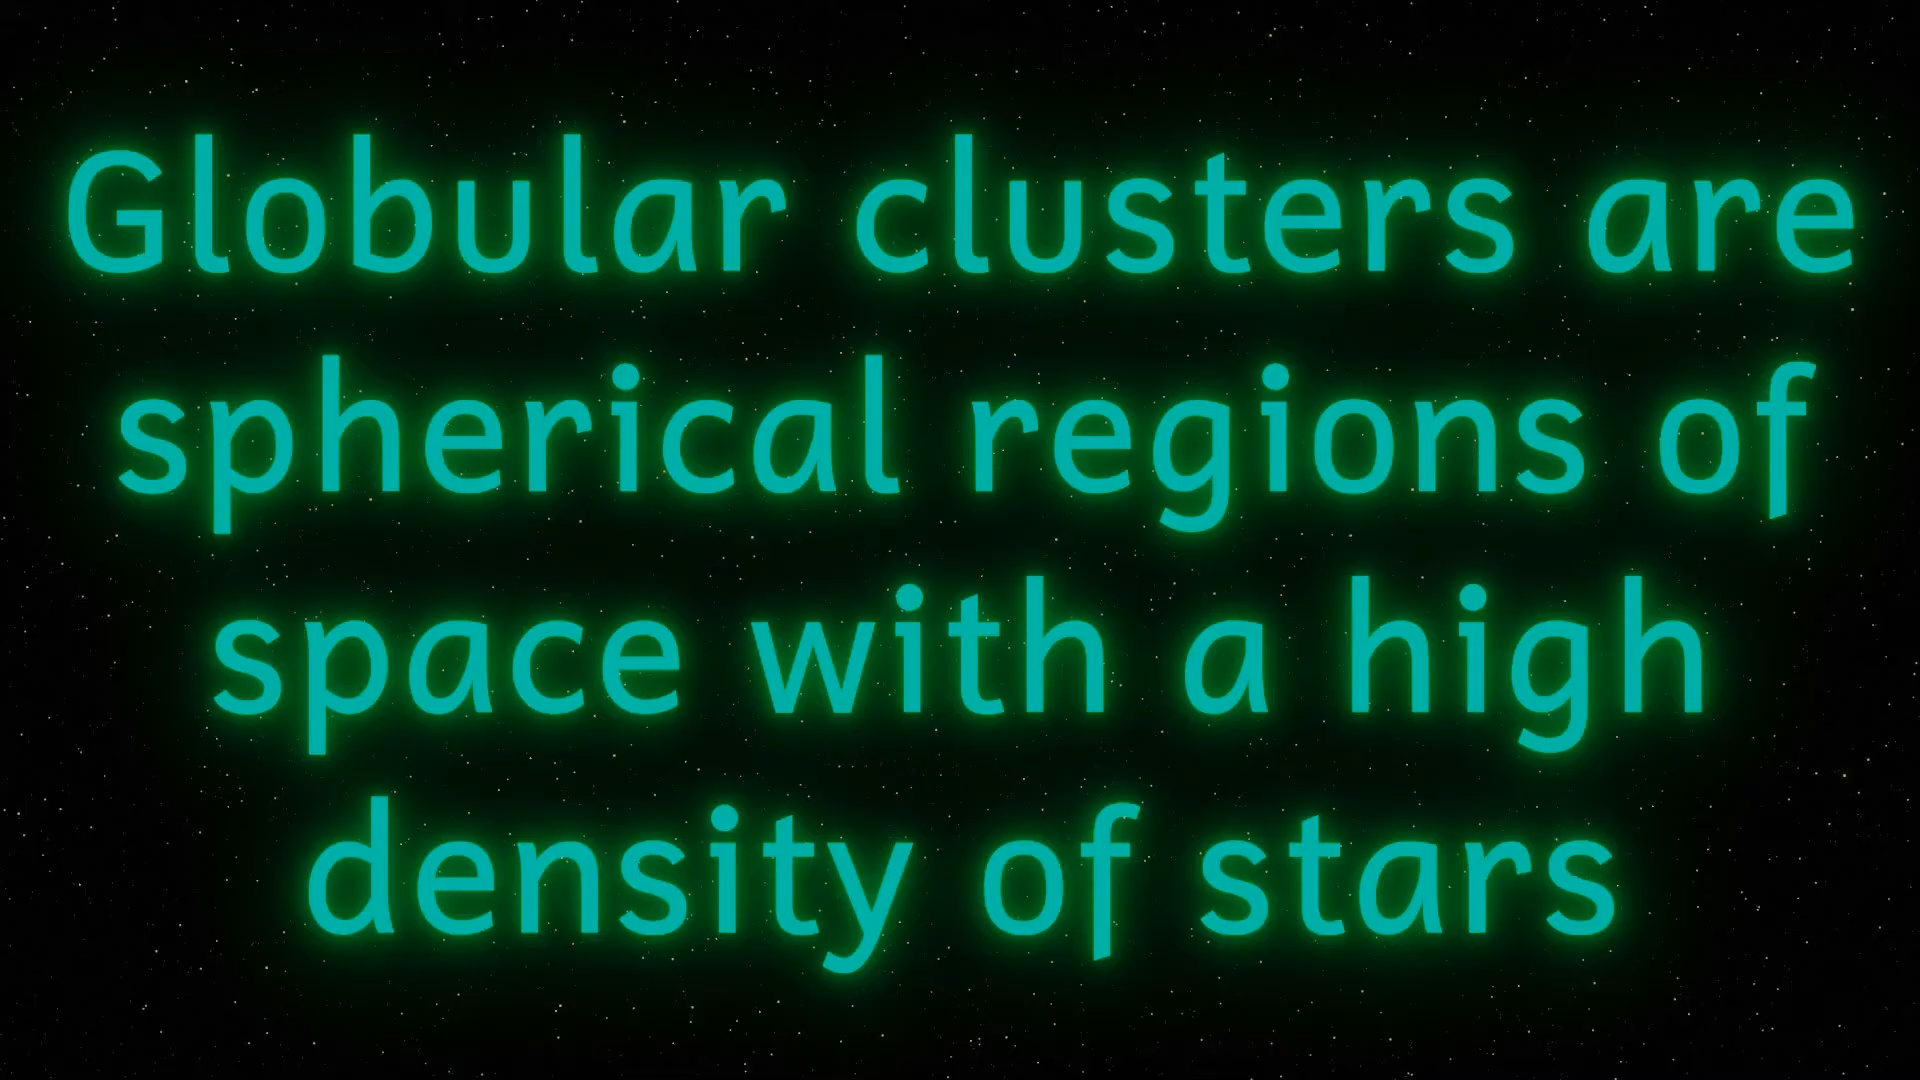 Globular clusters are
spherical regions of
space with a high
density of stars